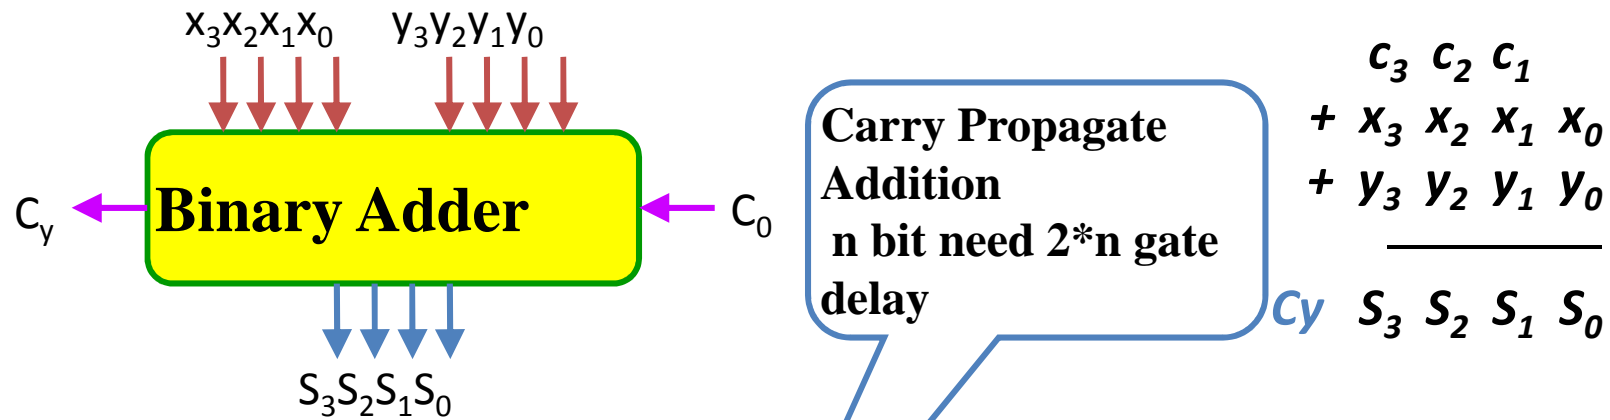 x₃x₂x₁x₀ y₃y₂y₁y₀
Binary Adder
C_y
C₀
S₃S₂S₁S₀
Carry Propagate
Addition
n bit need 2*n gate
delay
c₃ c₂ c₁
+ x₃ x₂ x₁ x₀
+ y₃ y₂ y₁ y₀
Cy S₃ S₂ S₁ S₀